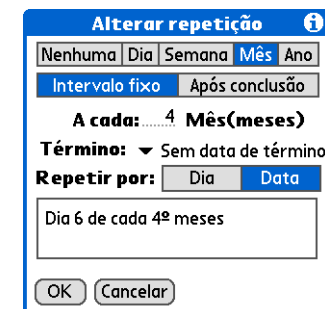 Alterar repetição i
Nenhuma Dia Semana Mês Ano
Intervalo fixo Após conclusão
A cada: 4 Mês(meses)
Término: Sem data de término
Repetir por: Dia Data
Dia 6 de cada 4º meses
OK Cancelar